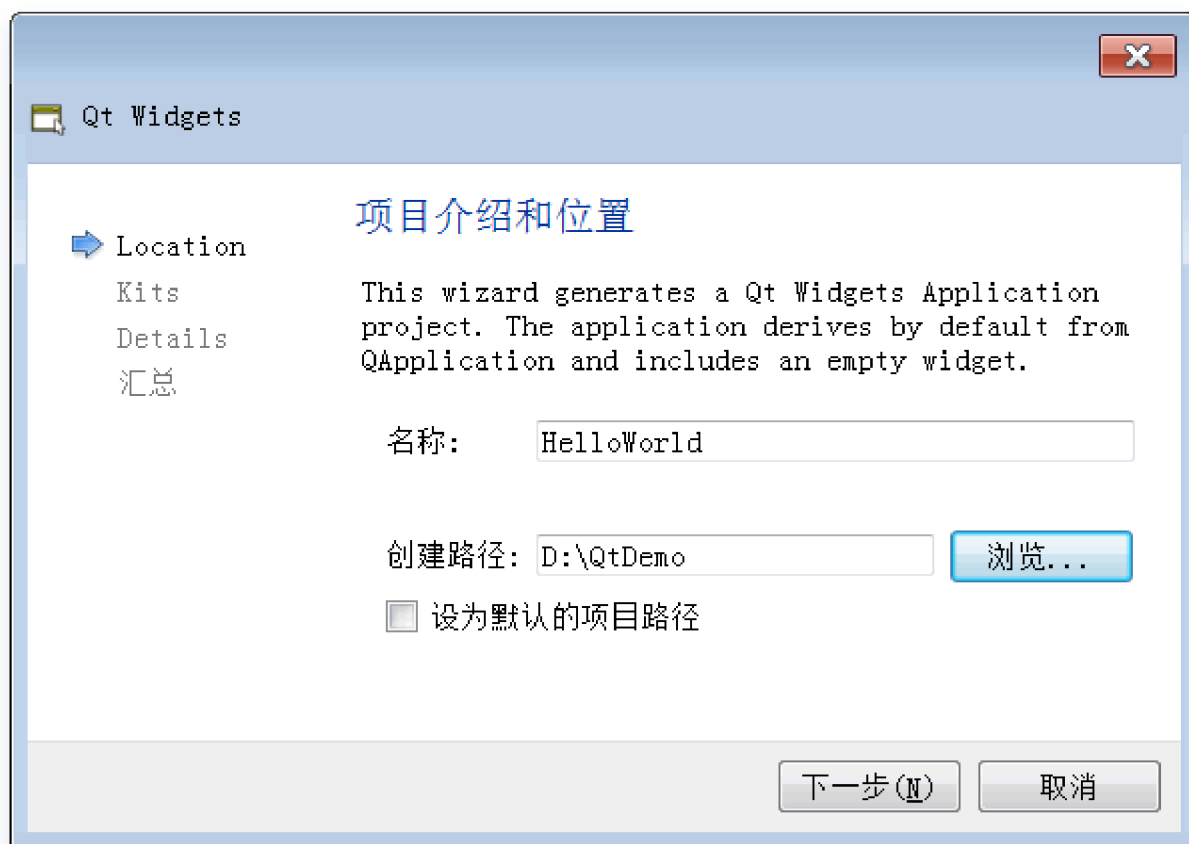 Qt Widgets
Location
Kits
Details
汇总
项目介绍和位置
This wizard generates a Qt Widgets Application
project. The application derives by default from
QApplication and includes an empty widget.
名称: HelloWorld
创建路径: D:\QtDemo 浏览...
设为默认的项目路径
下一步(N) 取消